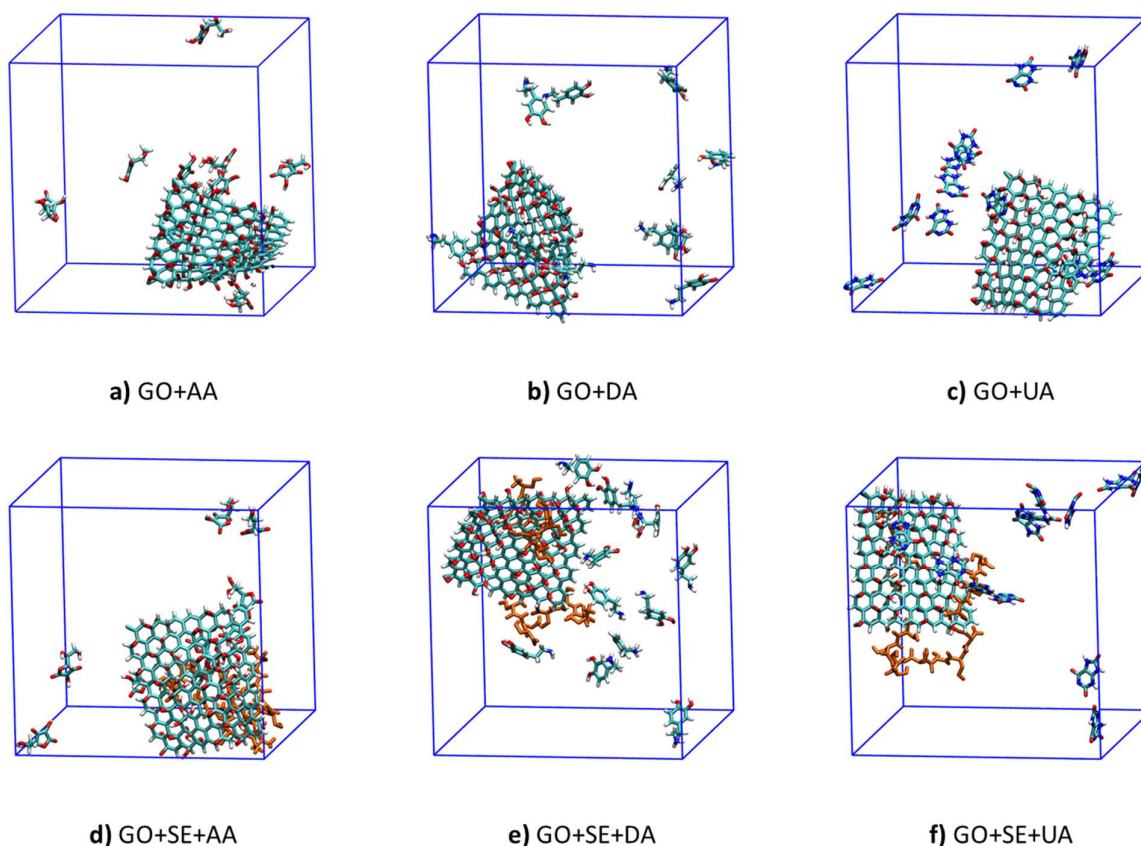 a) GO+AA
b) GO+DA
c) GO+UA
d) GO+SE+AA
e) GO+SE+DA
f) GO+SE+UA